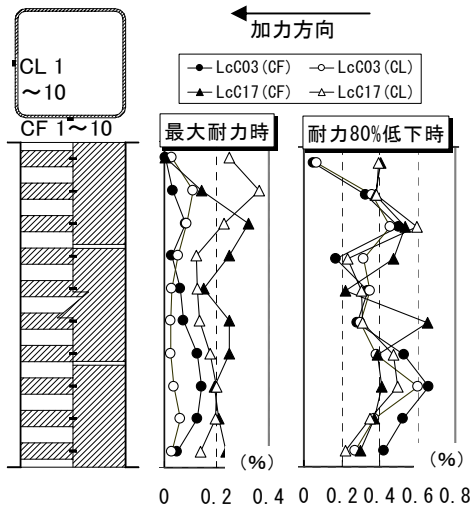 加力方向
CL 1
～10
CF 1～10
LcC03(CF) LcC03(CL)
LcC17(CF) LcC17(CL)
最大耐力時
耐力80%低下時
(%)
(%)
0 0.2 0.4
0 0.2 0.4 0.6 0.8